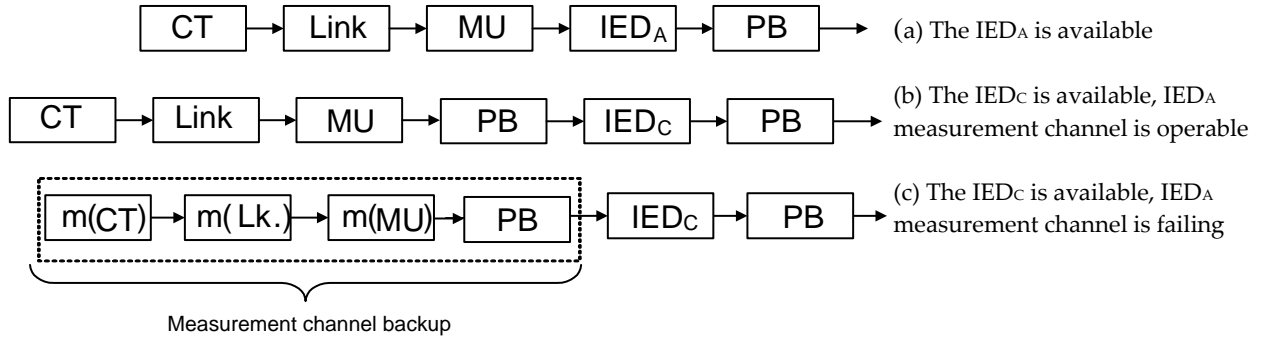 CT Link MU IEDA PB (a) The IEDA is available
CT Link MU PB IEDC PB (b) The IEDC is available, IEDA
measurement channel is operable
m(CT) m(Lk.) m(MU) PB IEDC PB (c) The IEDC is available, IEDA
measurement channel is failing
Measurement channel backup